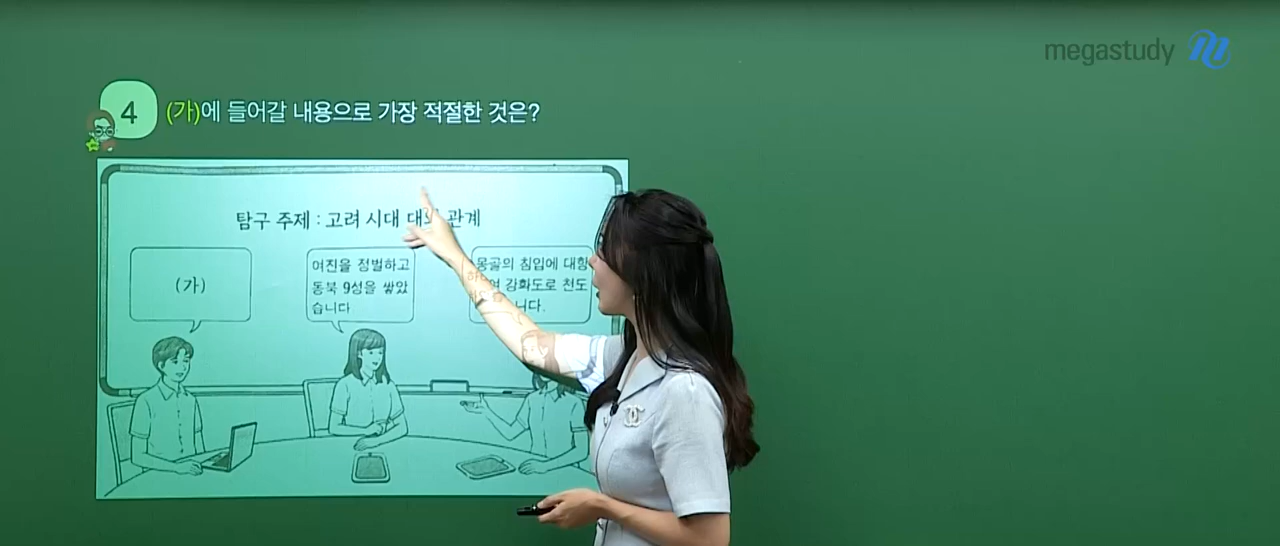 megastudy
4 (가)에 들어갈 내용으로 가장 적절한 것은?
탐구 주제 : 고려 시대 대외 관계
(가)
여진을 정벌하고
동북 9성을 쌓았
습니다
몽골의 침입에 대항
하여 강화도로 천도
니다.